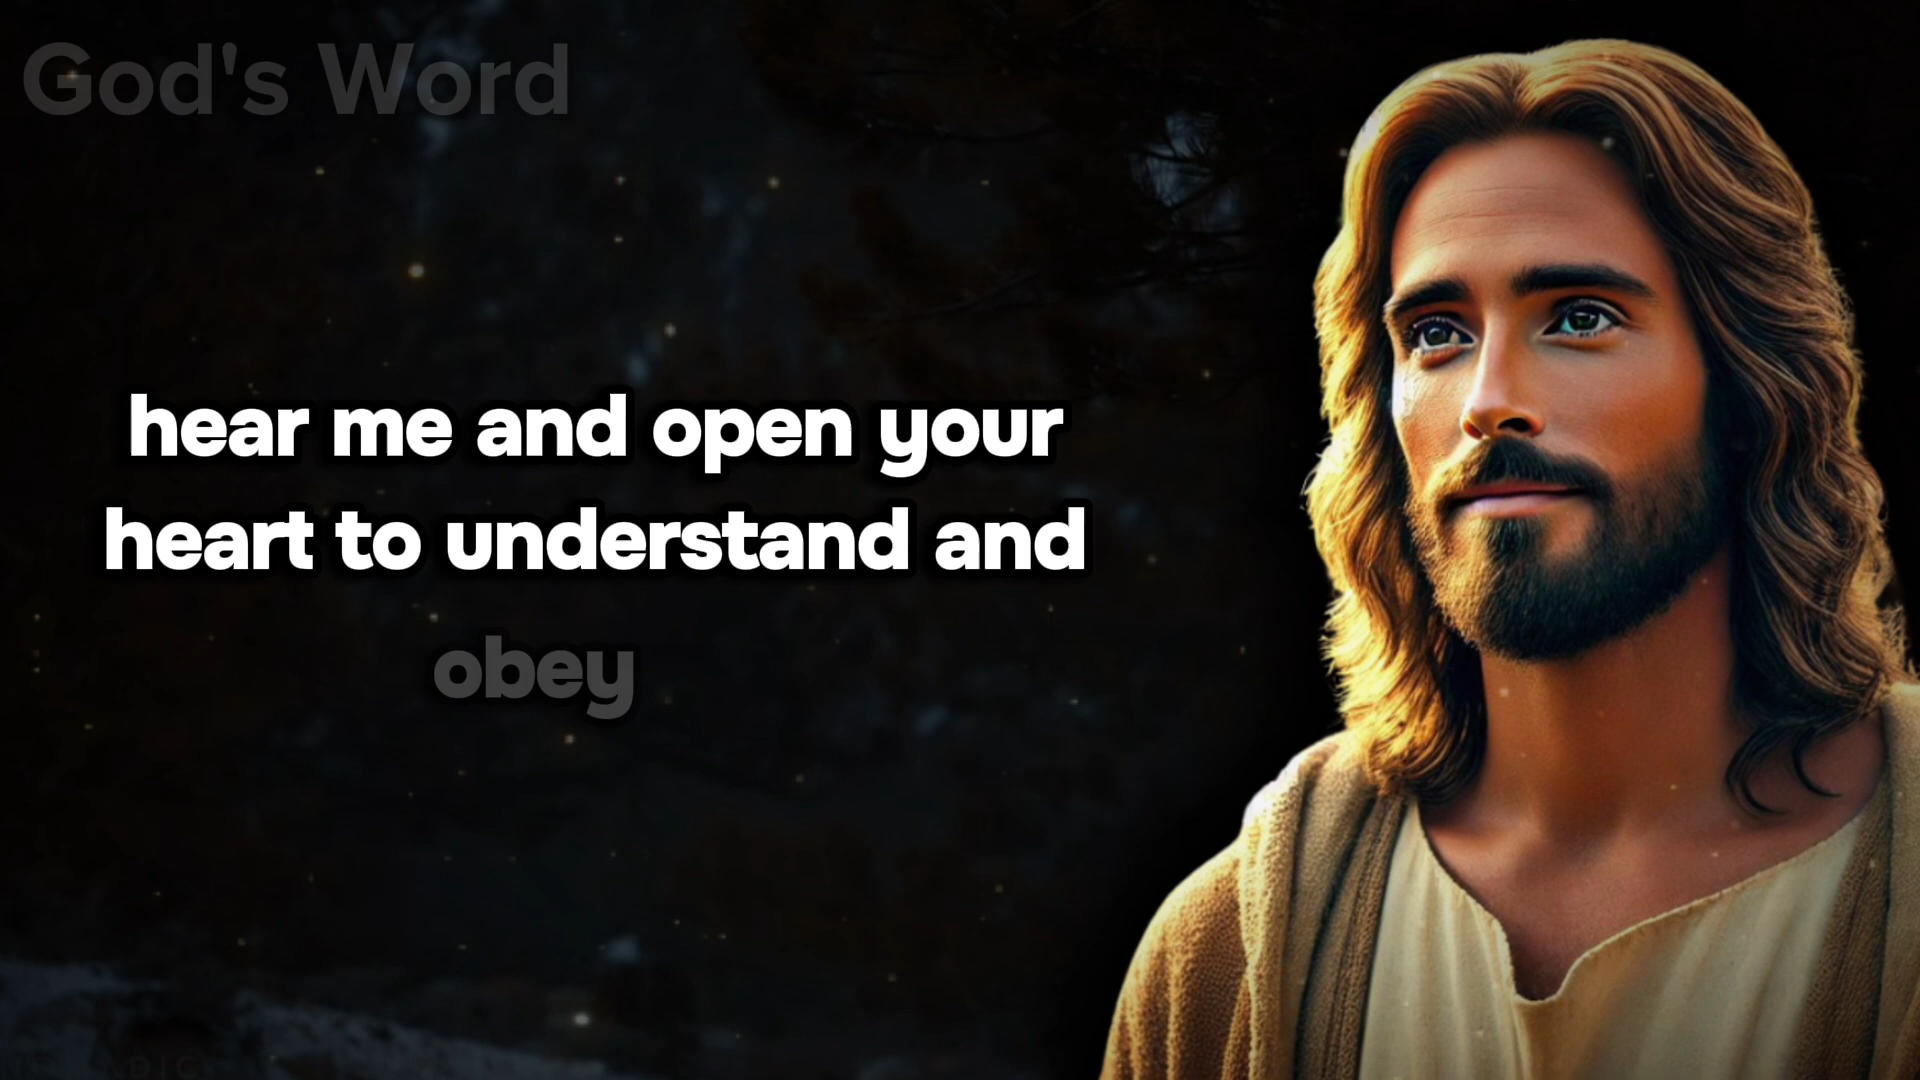 God's Word
hear me and open your
heart to understand and
obey